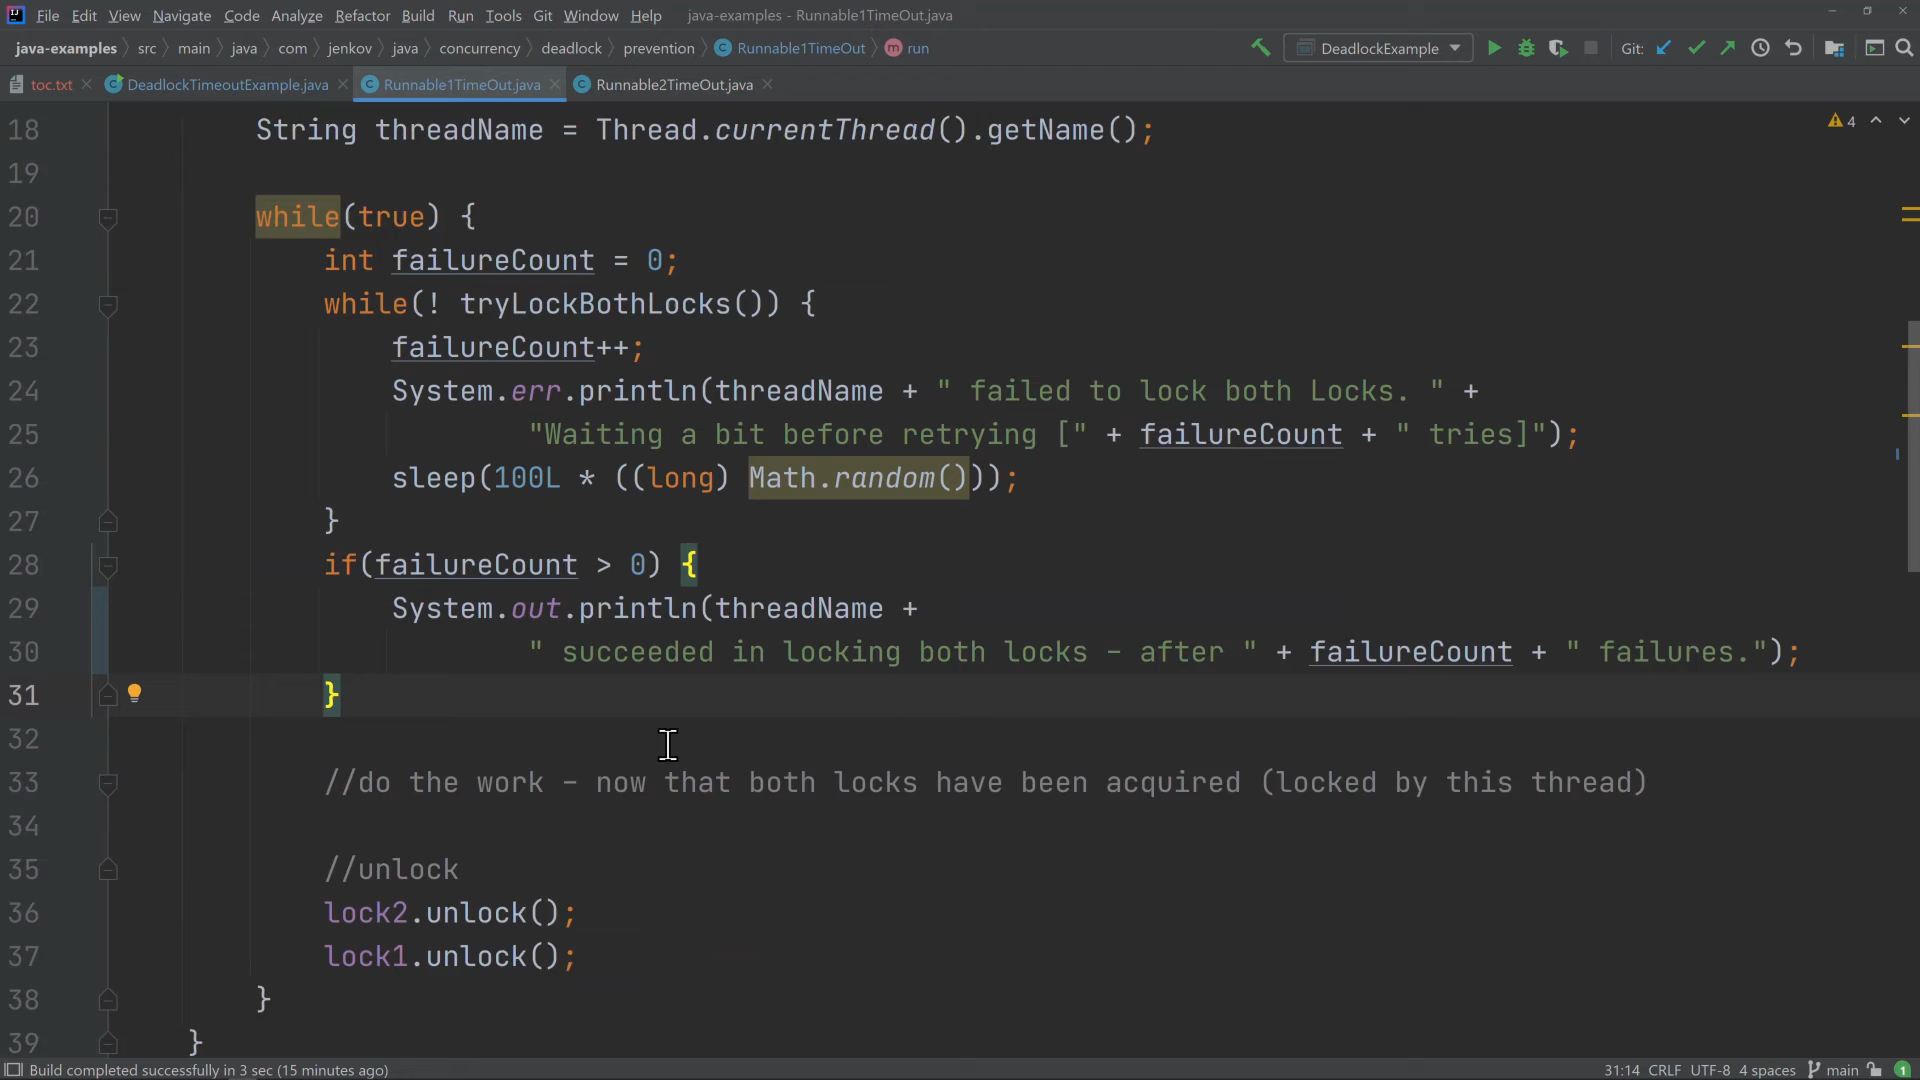 File Edit View Navigate Code Analyze Refactor Build Run Tools Git Window Help java-examples - Runnable1TimeOut.java
java-examples src main java com jenkov java concurrency deadlock prevention Runnable1TimeOut run DeadlockExample Git:
toc.txt DeadlockTimeoutExample.java Runnable1TimeOut.java Runnable2TimeOut.java
18 String threadName = Thread.currentThread().getName(); 4
19
20 while(true) {
21 int failureCount = 0;
22 while(! tryLockBothLocks()) {
23 failureCount++;
24 System.err.println(threadName + " failed to lock both Locks. " +
25 "Waiting a bit before retrying [" + failureCount + " tries]");
26 sleep(100L * ((long) Math.random()));
27 }
28 if(failureCount > 0) {
29 System.out.println(threadName +
30 " succeeded in locking both locks - after " + failureCount + " failures.");
31 }
32
33 //do the work - now that both locks have been acquired (locked by this thread)
34
35 //unlock
36 lock2.unlock();
37 lock1.unlock();
38 }
39 }
Build completed successfully in 3 sec (15 minutes ago) 31:14 CRLF UTF-8 4 spaces main 1